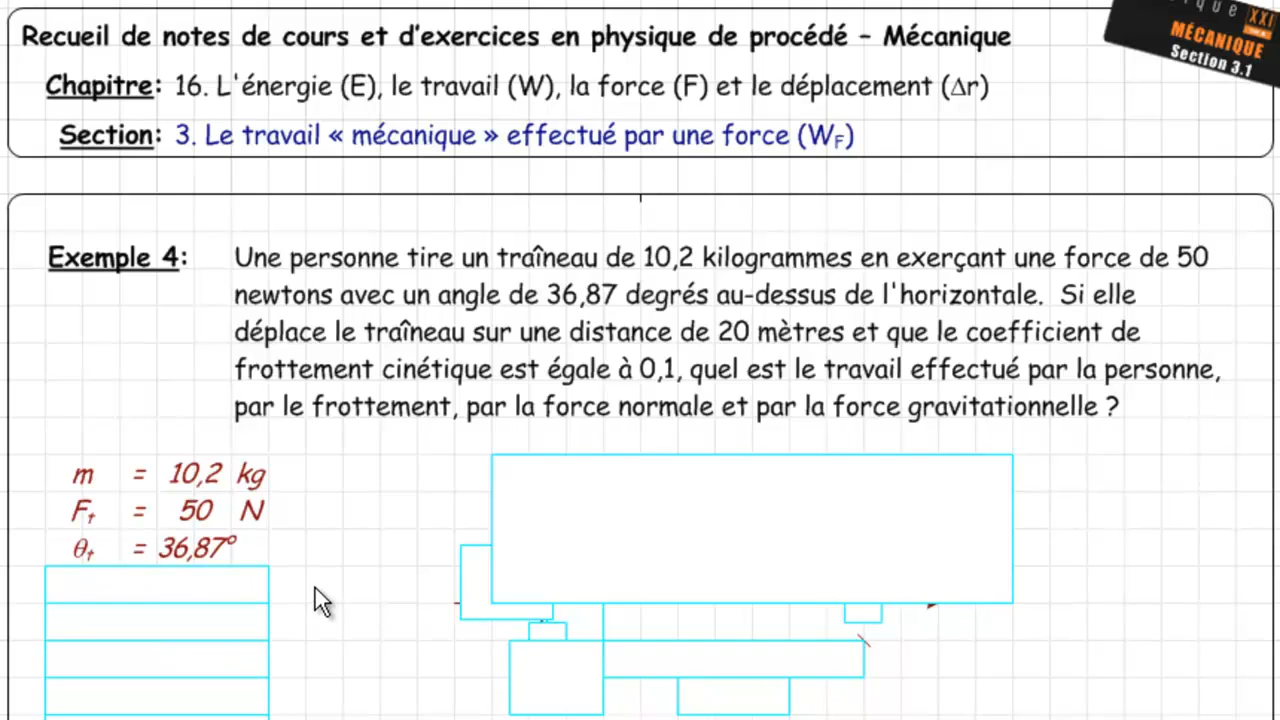 Recueil de notes de cours et d'exercices en physique de procédé - Mécanique
Chapitre: 16. L'énergie (E), le travail (W), la force (F) et le déplacement (Δr)
Section: 3. Le travail « mécanique » effectué par une force (WF)
XXI
MÉCANIQUE
Section 3.1
Exemple 4: Une personne tire un traîneau de 10,2 kilogrammes en exerçant une force de 50
newtons avec un angle de 36,87 degrés au-dessus de l'horizontale. Si elle
déplace le traîneau sur une distance de 20 mètres et que le coefficient de
frottement cinétique est égale à 0,1, quel est le travail effectué par la personne,
par le frottement, par la force normale et par la force gravitationnelle ?
m = 10,2 kg
Ft = 50 N
θt = 36,87°